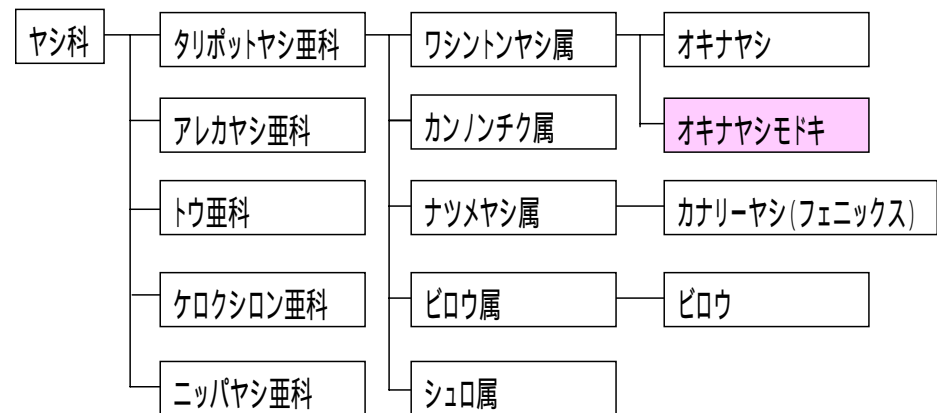 ヤシ科
タリポットヤシ亜科
ワシントンヤシ属
オキナヤシ
アレカヤシ亜科
カンノンチク属
オキナヤシモドキ
トウ亜科
ナツメヤシ属
カナリーヤシ(フェニックス)
ケロクシロン亜科
ビロウ属
ビロウ
ニッパヤシ亜科
シュロ属